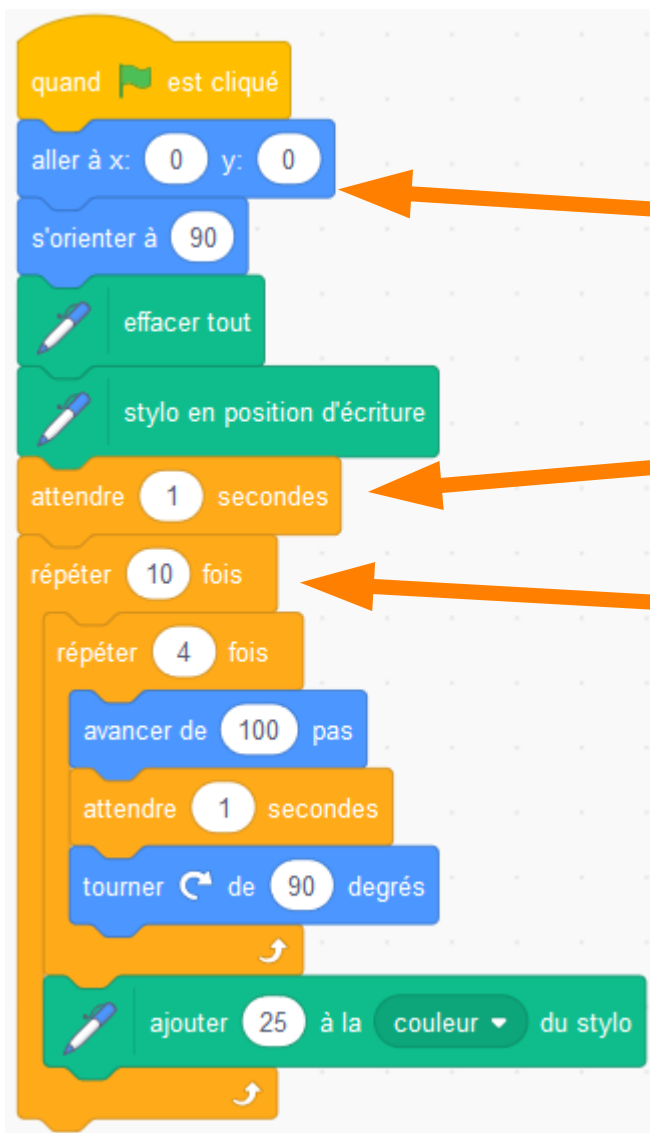 quand est cliqué
aller à x: 0 y: 0
s'orienter à 90
effacer tout
stylo en position d'écriture
attendre 1 secondes
répéter 10 fois
répéter 4 fois
avancer de 100 pas
attendre 1 secondes
tourner de 90 degrés
ajouter 25 à la couleur du stylo